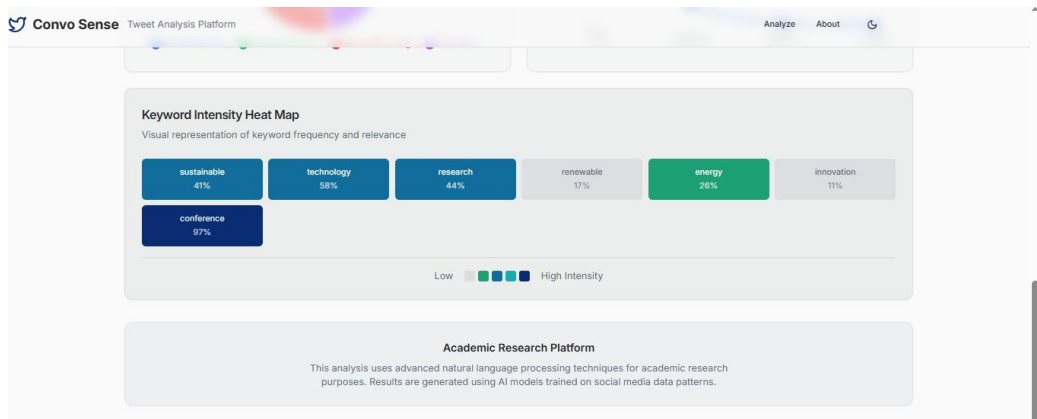 Convo Sense Tweet Analysis Platform Analyze About
Keyword Intensity Heat Map
Visual representation of keyword frequency and relevance
sustainable technology research renewable energy innovation
41% 58% 44% 17% 26% 11%
conference
97%
Low High Intensity
Academic Research Platform
This analysis uses advanced natural language processing techniques for academic research
purposes. Results are generated using AI models trained on social media data patterns.